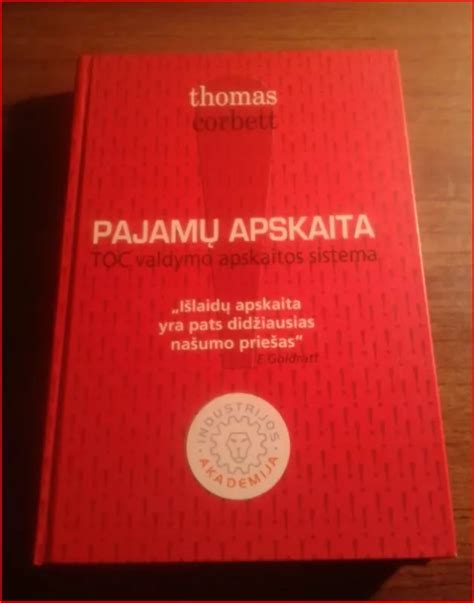 thomas
corbett
PAJAMŲ APSKAITA
TOC valdymo apskaitos sistema
„Išlaidų apskaita
yra pats didžiausias
našumo priešas"
E.Goldratt
INDUSTRIJOS
AKADEMIJA